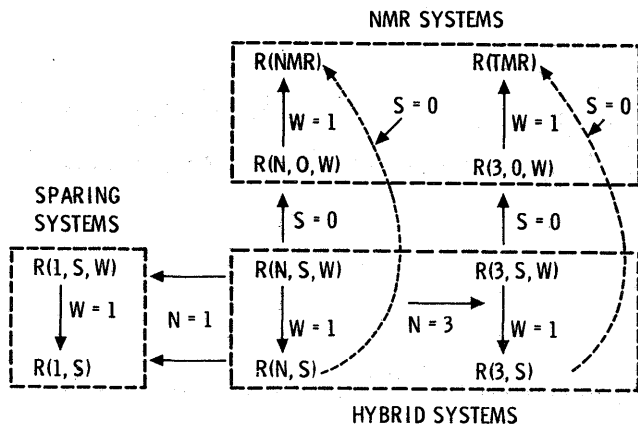 NMR SYSTEMS
R(NMR) R(TMR)
S = 0 S = 0
W = 1 W = 1
R(N, O, W) R(3, 0, W)
SPARING
SYSTEMS
S = 0 S = 0
R(1, S, W) R(N, S, W) R(3, S, W)
W = 1 N = 1 W = 1 N = 3 W = 1
R(1, S) R(N, S) R(3, S)
HYBRID SYSTEMS